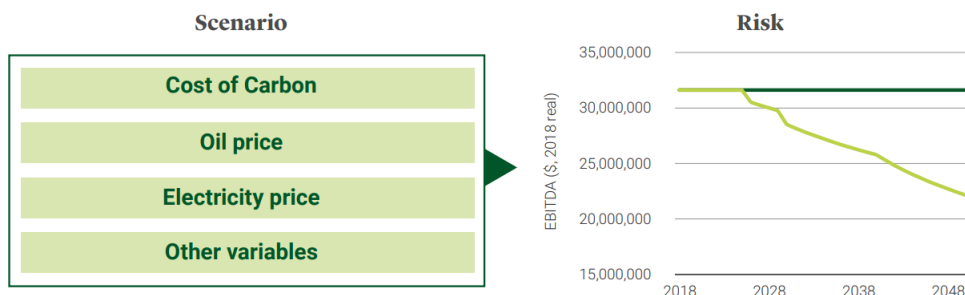 Scenario
Cost of Carbon
Oil price
Electricity price
Other variables
Risk
EBITDA ($, 2018 real)
35,000,000
30,000,000
25,000,000
20,000,000
15,000,000
2018 2028 2038 2048